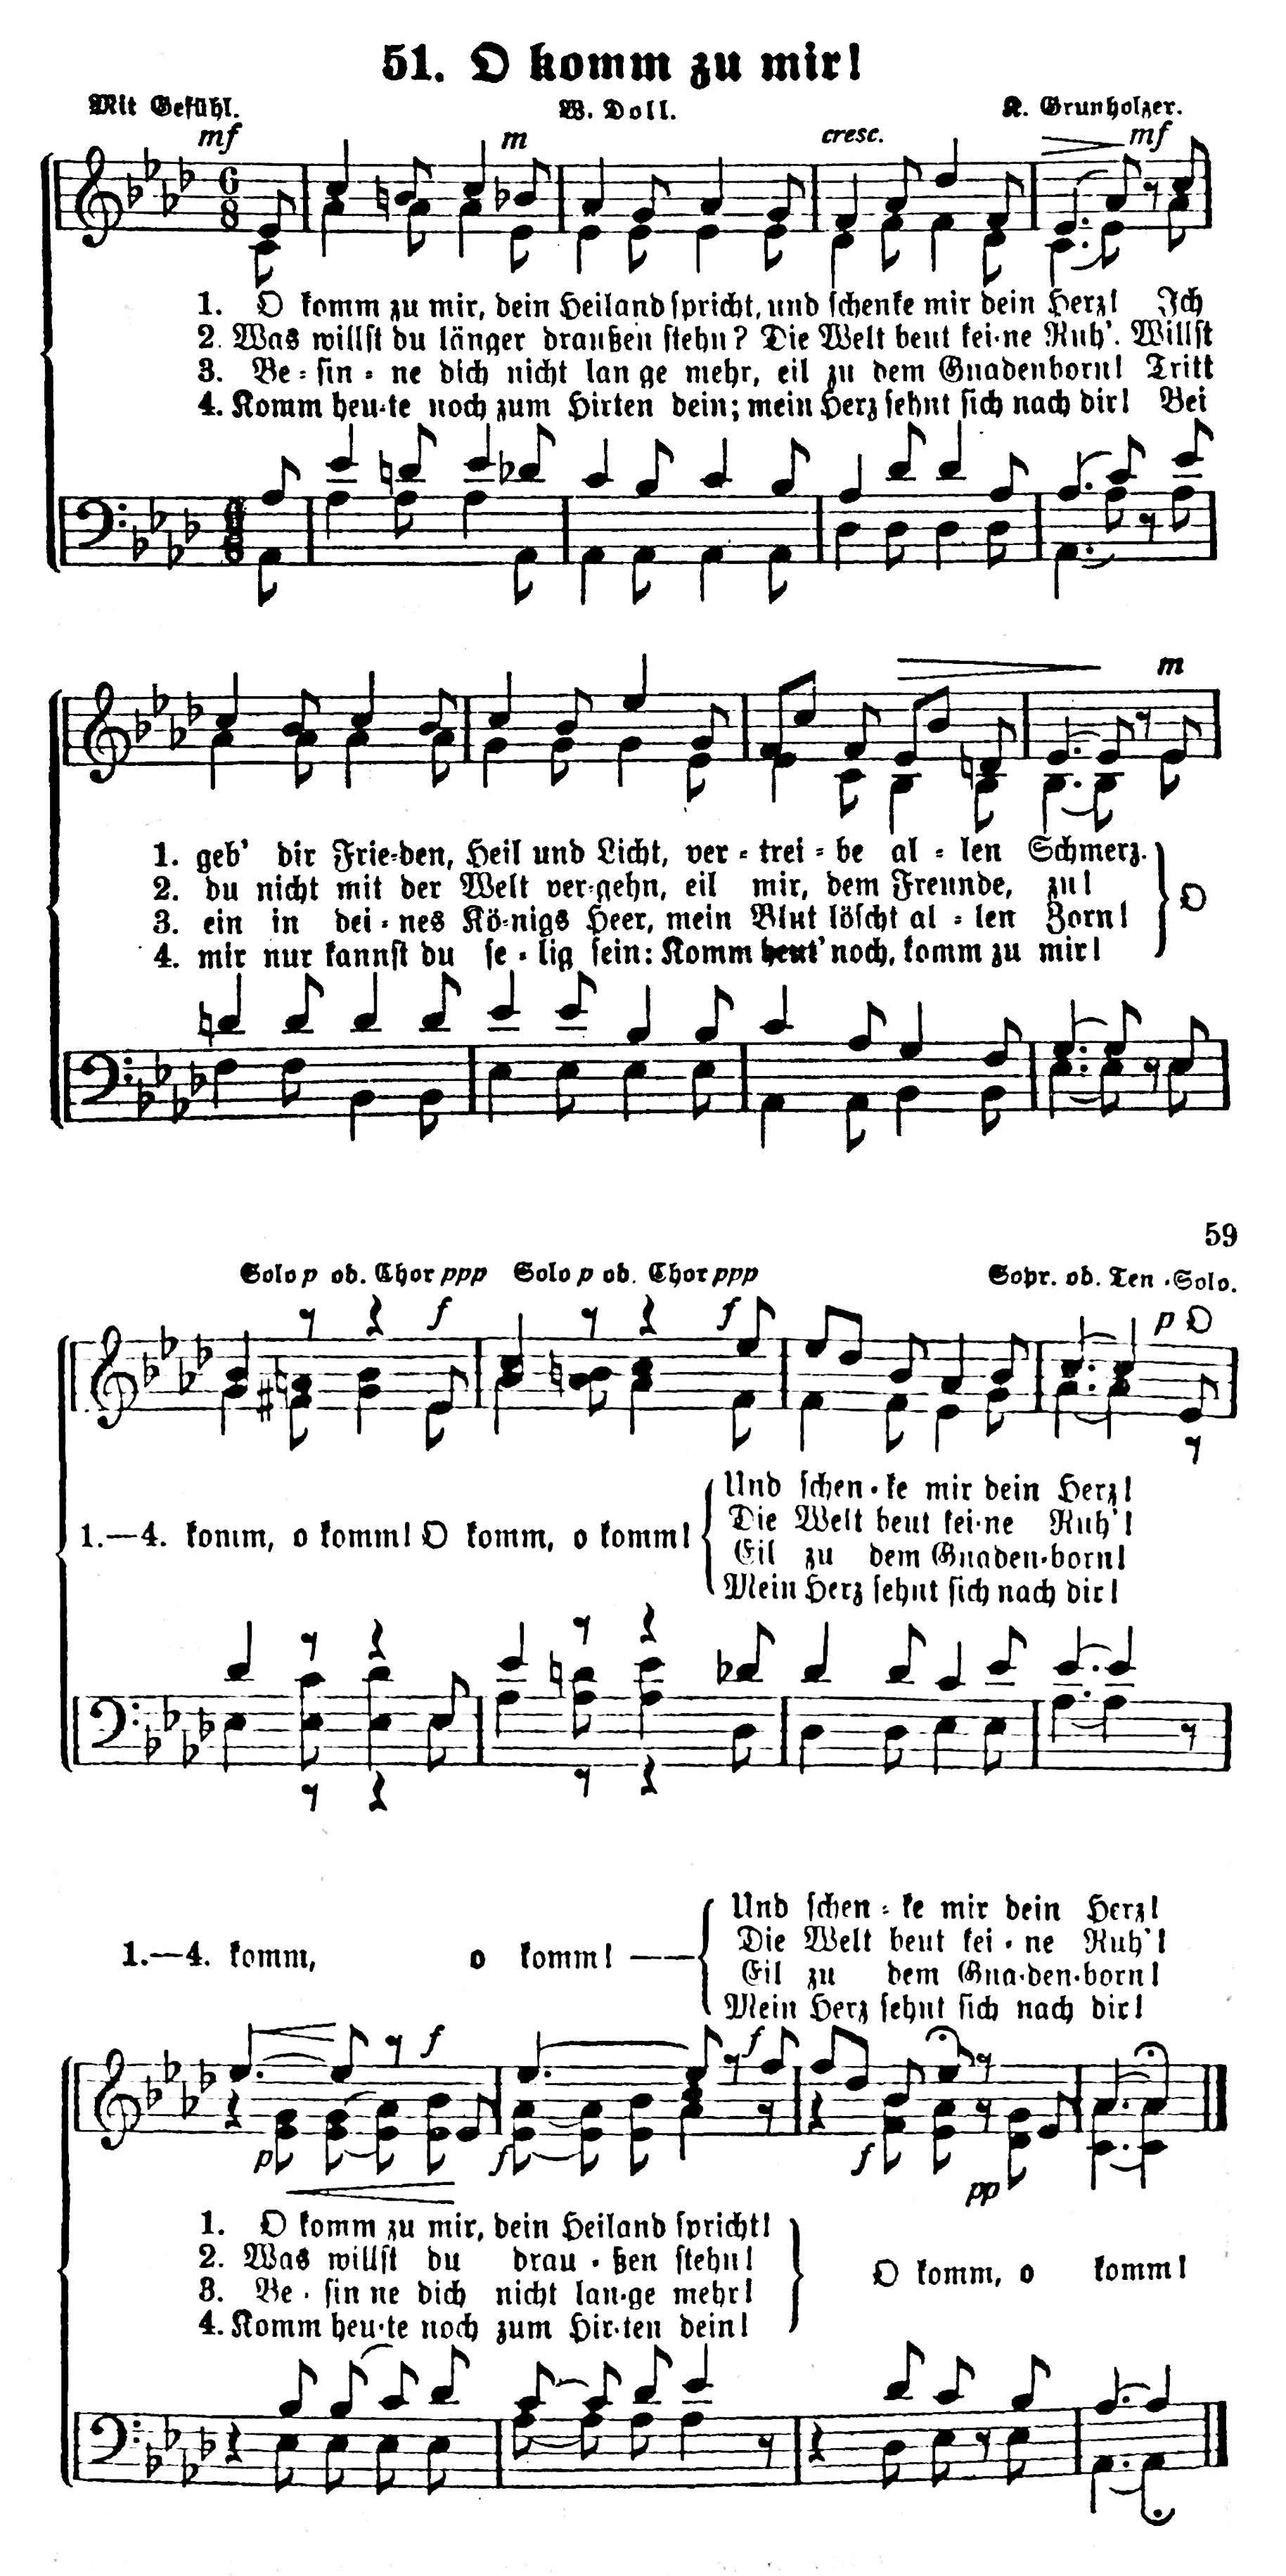 51. O komm zu mir!
Mit Gefühl. W. Doll. K. Grunholzer.
mf m cresc. mf
1. O komm zu mir, dein Heiland spricht, und schenke mir dein Herz! Ich
2. Was willst du länger draußen stehn? Die Welt beut kei-ne Ruh'. Willst
3. Be-sin-ne dich nicht lan ge mehr, eil zu dem Gnadenborn! Tritt
4. Komm heu-te noch zum Hirten dein; mein Herz sehnt sich nach dir! Bei
m
1. geb' dir Frie-den, Heil und Licht, ver-trei-be al-len Schmerz.
2. du nicht mit der Welt ver-gehn, eil mir, dem Freunde, zu!
O
3. ein in dei-nes Kö-nigs Heer, mein Blut löscht al-len Zorn!
4. mir nur kannst du se-lig sein: Komm heut' noch, komm zu mir!
59
Solo p od. Chor ppp Solo p od. Chor ppp Sopr. od. Ten.-Solo.
f f p O
Und schen-ke mir dein Herz!
Die Welt beut kei-ne Ruh'!
1.—4. komm, o komm! O komm, o komm!
Eil zu dem Gnaden-born!
Mein Herz sehnt sich nach dir!
Und schen-ke mir dein Herz!
Die Welt beut kei-ne Ruh'!
1.—4. komm, o komm!
Eil zu dem Gna-den-born!
Mein Herz sehnt sich nach dir!
f f
p f f pp
1. O komm zu mir, dein Heiland spricht!
2. Was willst du drau-ßen stehn!
O komm, o komm!
3. Be-sin ne dich nicht lan-ge mehr!
4. Komm heu-te noch zum Hir-ten dein!